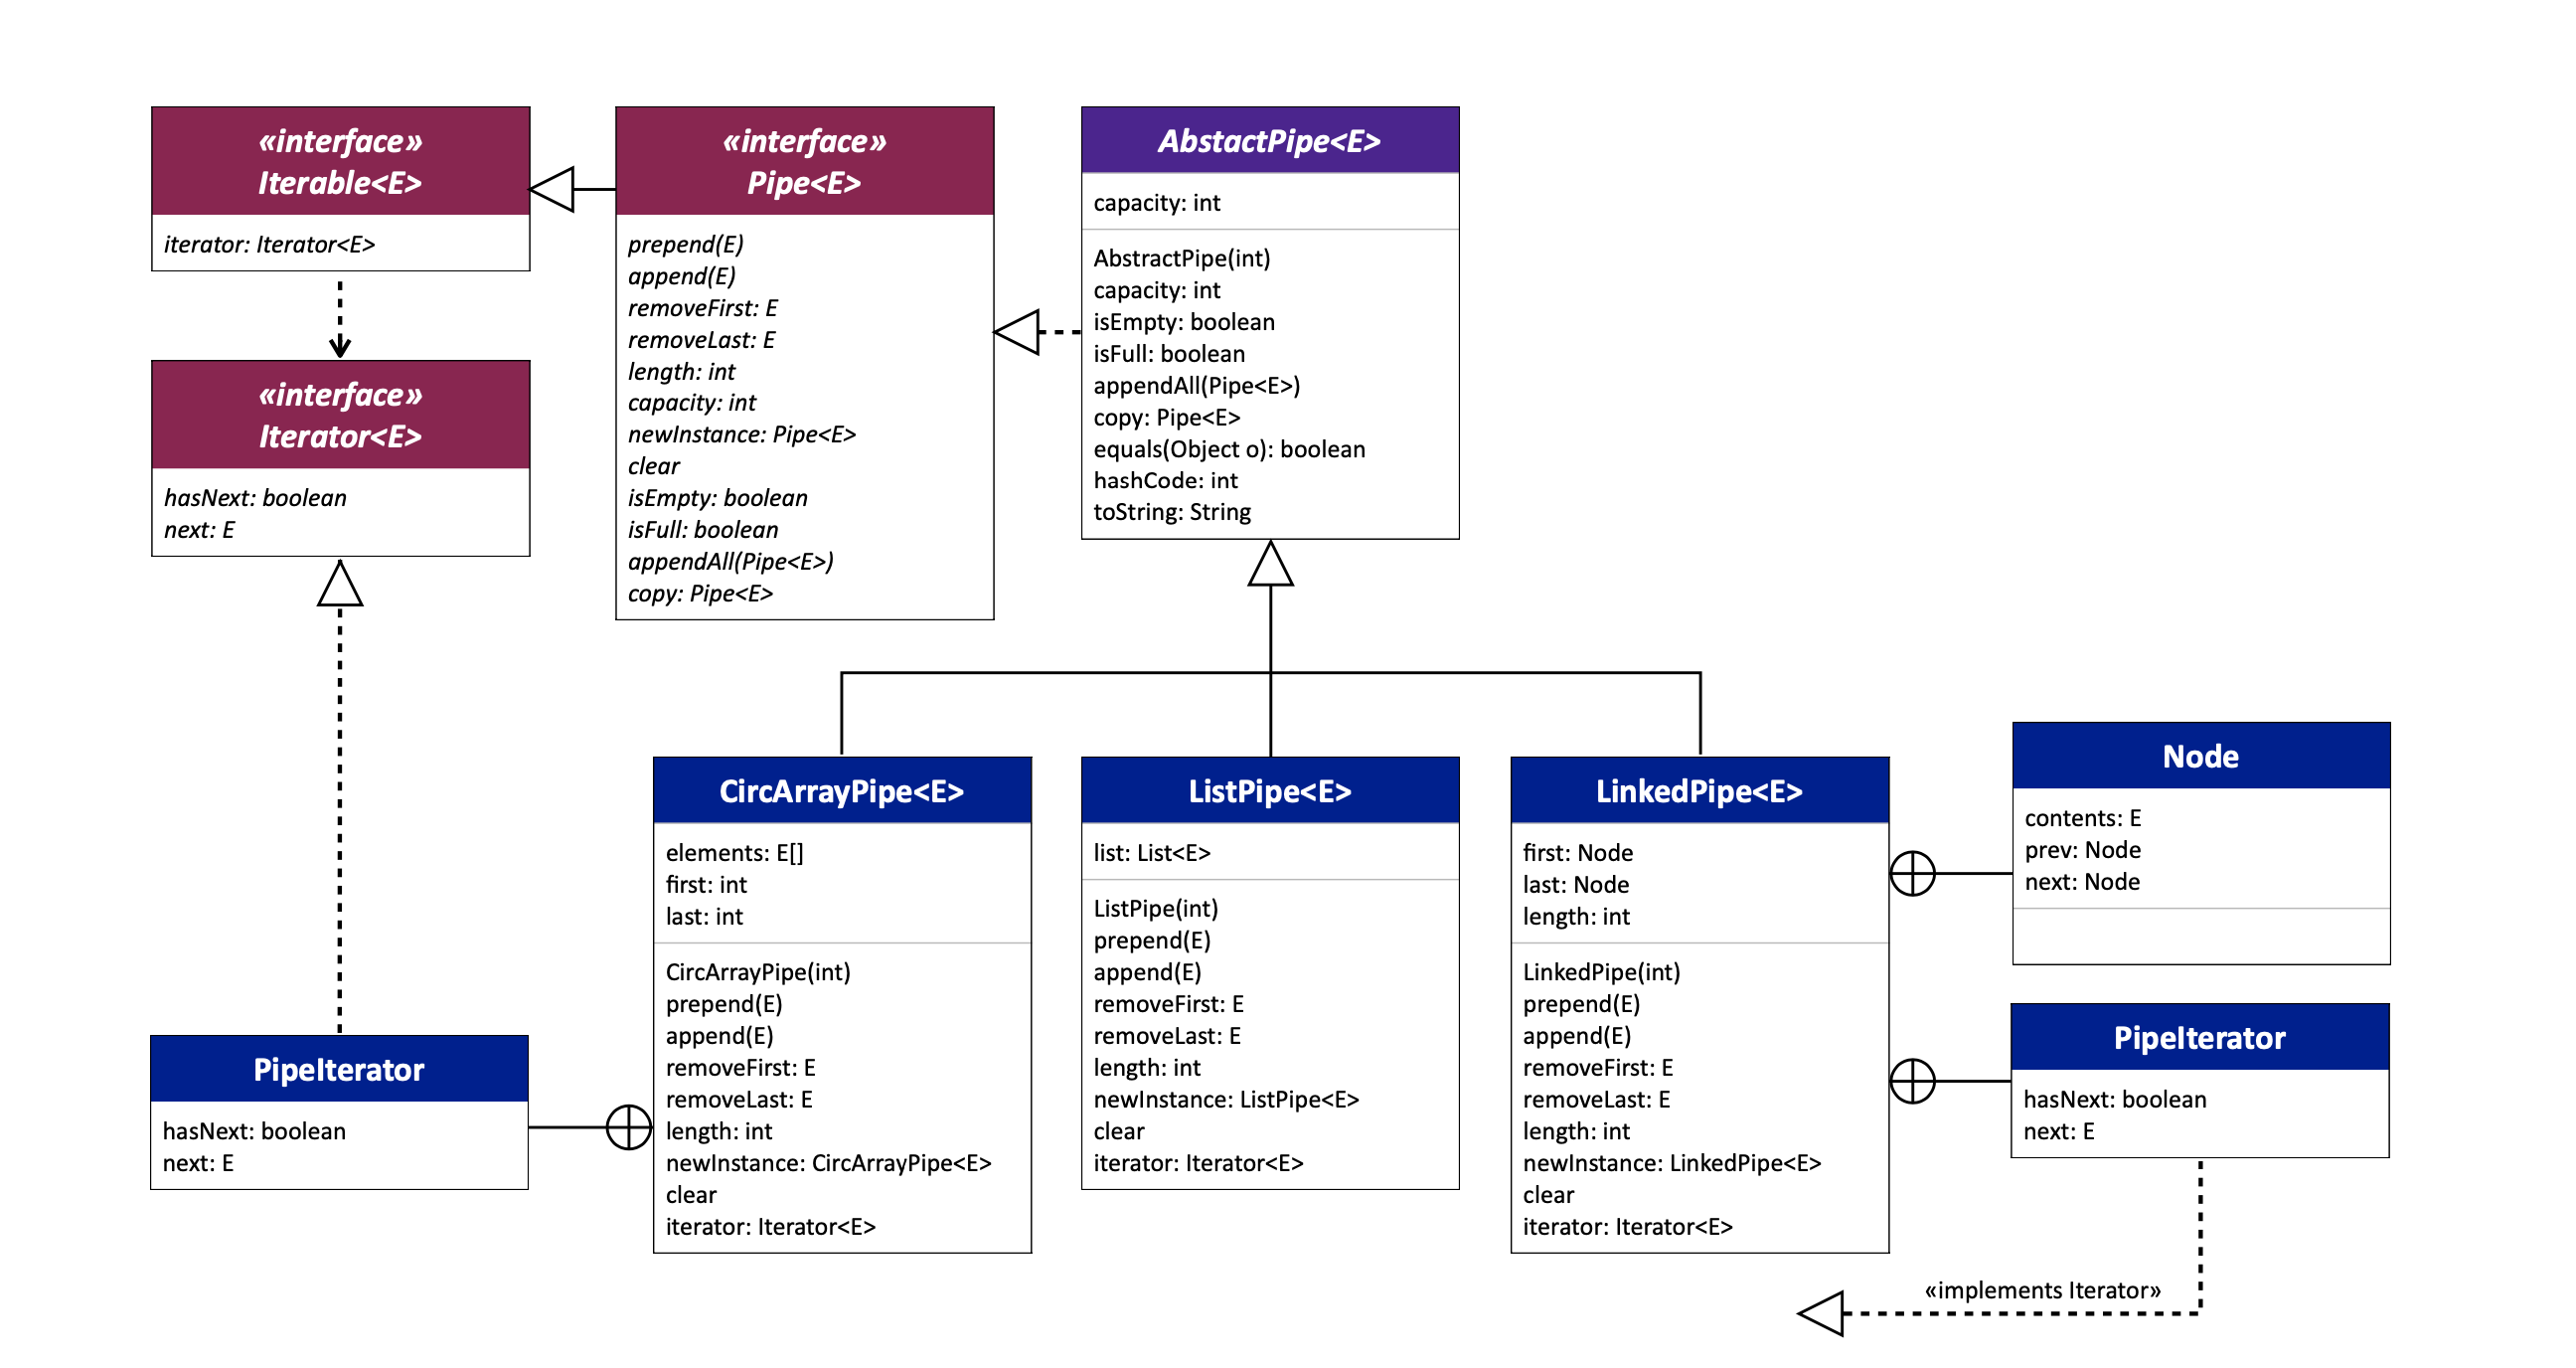 «interface»
Iterable<E>
iterator: Iterator<E>
«interface»
Iterator<E>
hasNext: boolean
next: E
«interface»
Pipe<E>
prepend(E)
append(E)
removeFirst: E
removeLast: E
length: int
capacity: int
newInstance: Pipe<E>
clear
isEmpty: boolean
isFull: boolean
appendAll(Pipe<E>)
copy: Pipe<E>
AbstactPipe<E>
capacity: int
AbstractPipe(int)
capacity: int
isEmpty: boolean
isFull: boolean
appendAll(Pipe<E>)
copy: Pipe<E>
equals(Object o): boolean
hashCode: int
toString: String
PipeIterator
hasNext: boolean
next: E
CircArrayPipe<E>
elements: E[]
first: int
last: int
CircArrayPipe(int)
prepend(E)
append(E)
removeFirst: E
removeLast: E
length: int
newInstance: CircArrayPipe<E>
clear
iterator: Iterator<E>
ListPipe<E>
list: List<E>
ListPipe(int)
prepend(E)
append(E)
removeFirst: E
removeLast: E
length: int
newInstance: ListPipe<E>
clear
iterator: Iterator<E>
LinkedPipe<E>
first: Node
last: Node
length: int
LinkedPipe(int)
prepend(E)
append(E)
removeFirst: E
removeLast: E
length: int
newInstance: LinkedPipe<E>
clear
iterator: Iterator<E>
Node
contents: E
prev: Node
next: Node
PipeIterator
hasNext: boolean
next: E
«implements Iterator»